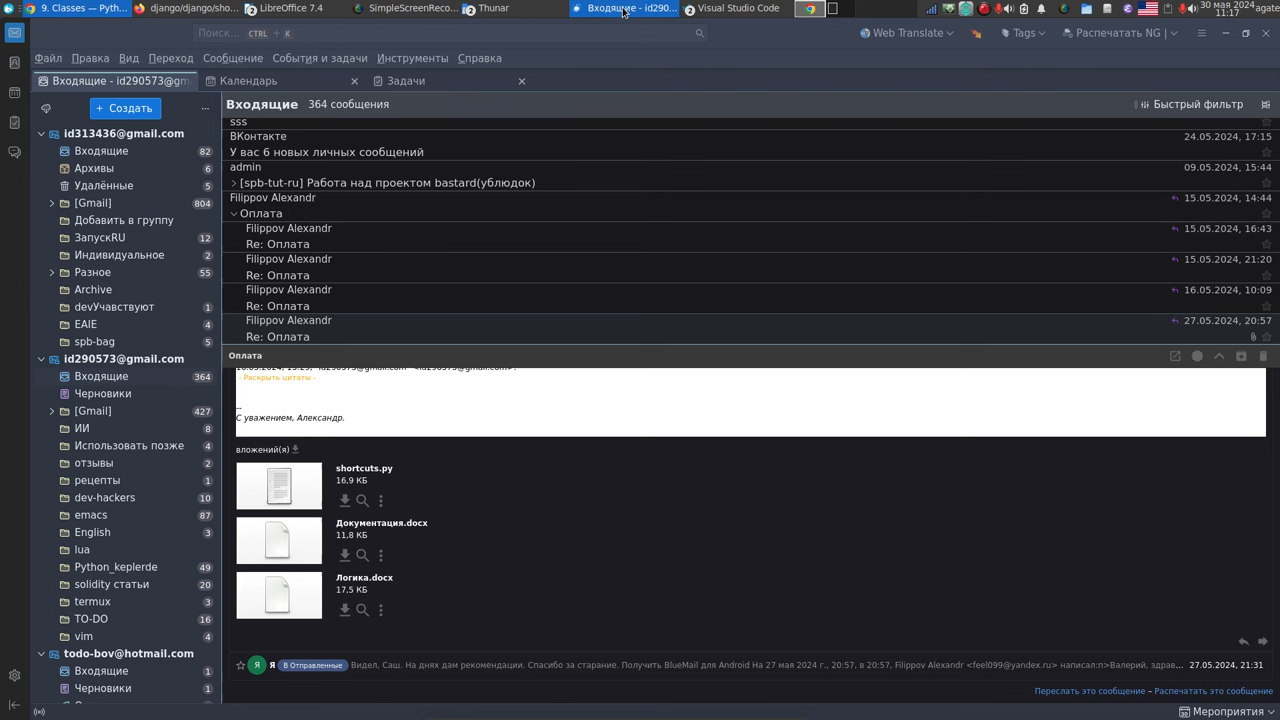 9. Classes — Pyth...
django/django/sho...
2 LibreOffice 7.4
SimpleScreenReco...
2 Thunar
Входящие - id290...
2 Visual Studio Code
30 мая 2024
11:17
agate
Поиск... CTRL + K
Web Translate
Tags
Распечатать NG
Файл Правка Вид Переход Сообщение События и задачи Инструменты Справка
Входящие - id290573@gm
Календарь
Задачи
+ Создать
id313436@gmail.com
Входящие 82
Архивы 6
Удалённые 5
[Gmail] 804
Добавить в группу
ЗапускRU 12
Индивидуальное 2
Разное 55
Archive
devУчавствуют 1
EAIE 4
spb-bag 5
id290573@gmail.com
Входящие 364
Черновики
[Gmail] 427
ИИ 8
Использовать позже 4
отзывы 2
рецепты 1
dev-hackers 10
emacs 87
English 3
lua
Python_keplerde 49
solidity статьи 20
termux 3
TO-DO 16
vim 4
todo-bov@hotmail.com
Входящие 1
Черновики 1
Входящие 364 сообщения
Быстрый фильтр
sss
ВКонтакте 24.05.2024, 17:15
У вас 6 новых личных сообщений
admin 09.05.2024, 15:44
[spb-tut-ru] Работа над проектом bastard(ублюдок)
Filippov Alexandr 15.05.2024, 14:44
Оплата
Filippov Alexandr 15.05.2024, 16:43
Re: Оплата
Filippov Alexandr 15.05.2024, 21:20
Re: Оплата
Filippov Alexandr 16.05.2024, 10:09
Re: Оплата
Filippov Alexandr 27.05.2024, 20:57
Re: Оплата
Оплата
- Раскрыть цитаты -
--
С уважением, Александр.
вложений(я)
shortcuts.py
16,9 КБ
Документация.docx
11,8 КБ
Логика.docx
17,5 КБ
Я Я В Отправленные Видел, Саш. На днях дам рекомендации. Спасибо за старание. Получить BlueMail для Android На 27 мая 2024 г., 20:57, в 20:57, Filippov Alexandr <feel099@yandex.ru> написал:п>Валерий, здрав... 27.05.2024, 21:31
Переслать это сообщение – Распечатать это сообщение
Мероприятия